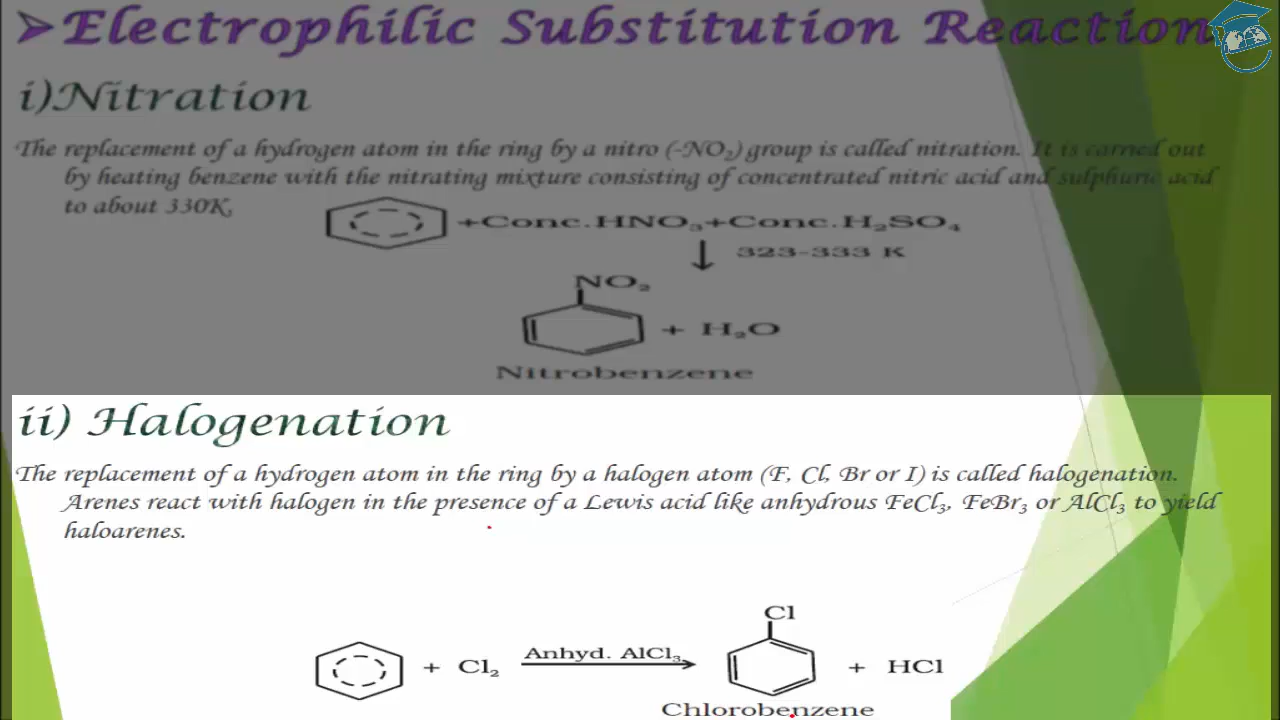 ➢Electrophilic Substitution Reaction
i)Nitration
The replacement of a hydrogen atom in the ring by a nitro (-NO₂) group is called nitration. It is carried out
by heating benzene with the nitrating mixture consisting of concentrated nitric acid and sulphuric acid
to about 330K,
+Conc.HNO₃+Conc.H₂SO₄
323-333 K
NO₂
+ H₂O
Nitrobenzene
ii) Halogenation
The replacement of a hydrogen atom in the ring by a halogen atom (F, Cl, Br or I) is called halogenation.
Arenes react with halogen in the presence of a Lewis acid like anhydrous FeCl₃, FeBr₃ or AlCl₃ to yield
haloarenes.
Cl
+ Cl₂ Anhyd. AlCl₃ + HCl
Chlorobenzene